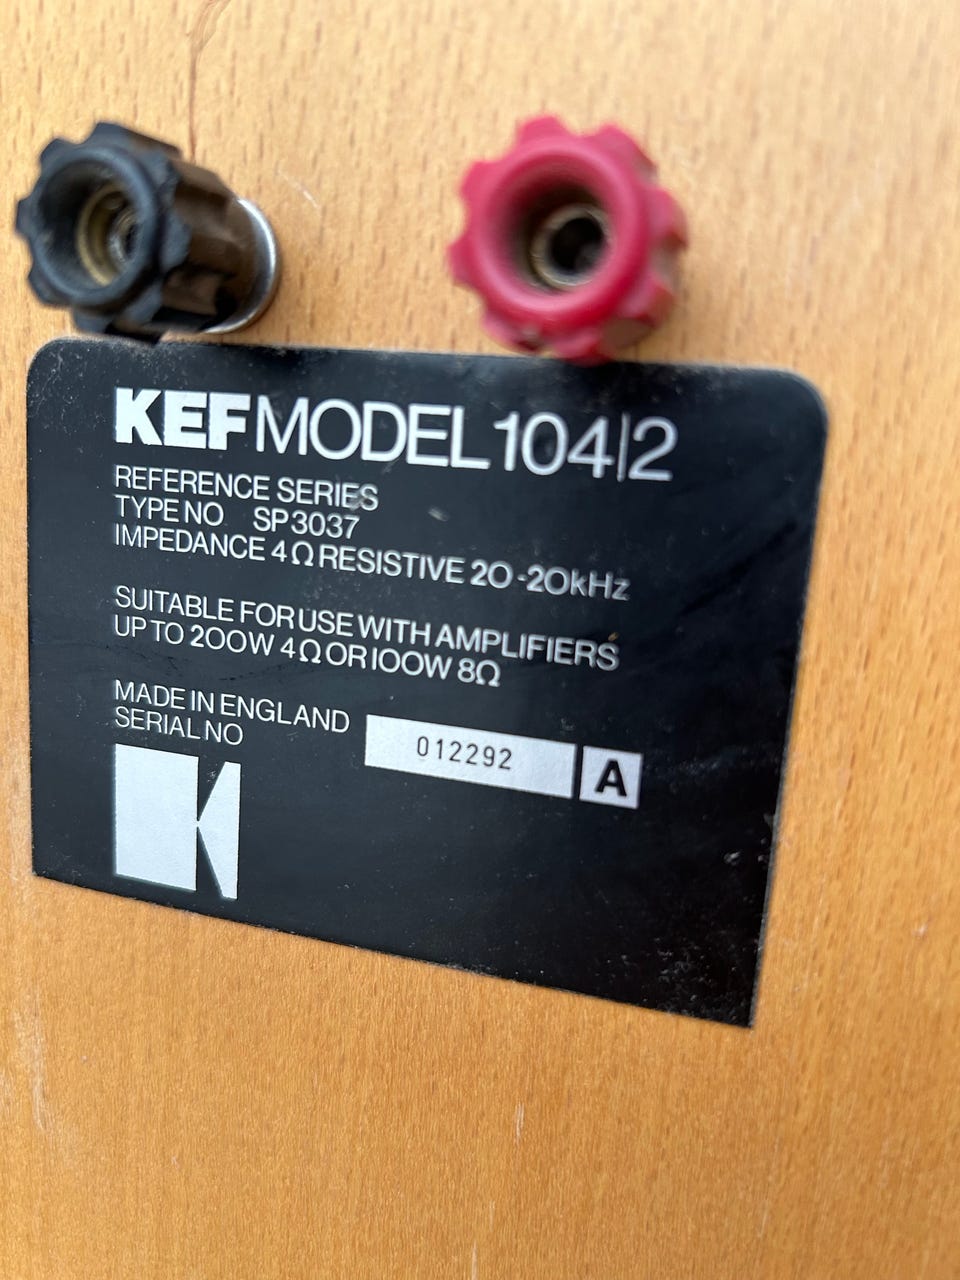 KEF MODEL 104/2
REFERENCE SERIES
TYPE NO SP3037
IMPEDANCE 4Ω RESISTIVE 20-20kHz
SUITABLE FOR USE WITH AMPLIFIERS
UP TO 200W 4Ω OR 100W 8Ω
MADE IN ENGLAND
SERIAL NO 012292 A
K